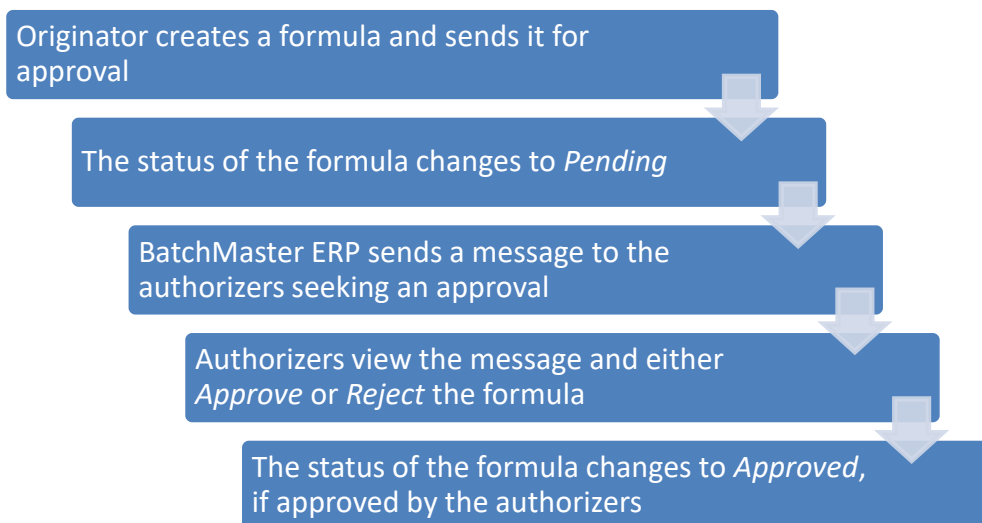 Originator creates a formula and sends it for
approval
The status of the formula changes to Pending
BatchMaster ERP sends a message to the
authorizers seeking an approval
Authorizers view the message and either
Approve or Reject the formula
The status of the formula changes to Approved,
if approved by the authorizers